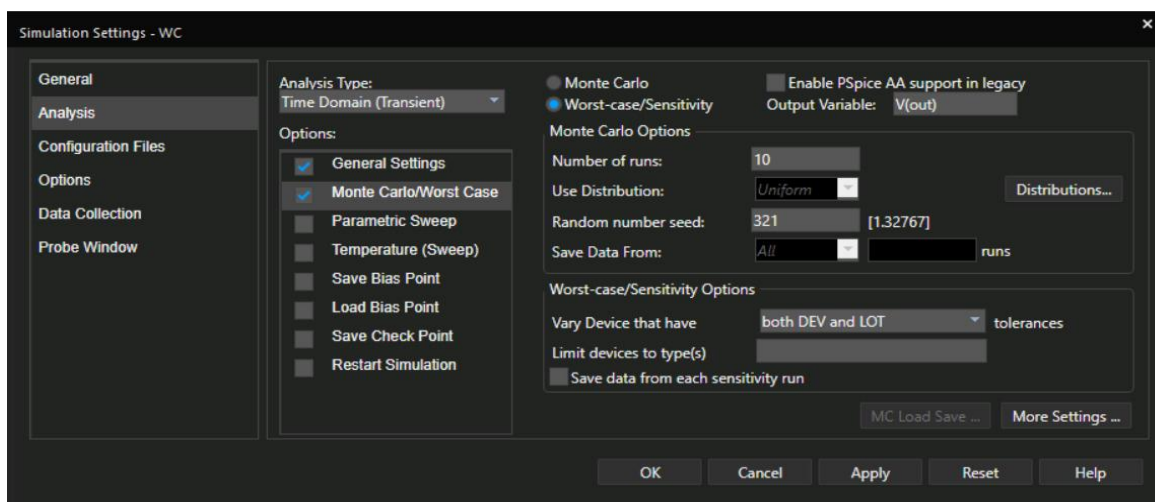 Simulation Settings - WC
×
General
Analysis
Configuration Files
Options
Data Collection
Probe Window
Analysis Type:
Time Domain (Transient)
Options:
General Settings
Monte Carlo/Worst Case
Parametric Sweep
Temperature (Sweep)
Save Bias Point
Load Bias Point
Save Check Point
Restart Simulation
Monte Carlo
Enable PSpice AA support in legacy
Worst-case/Sensitivity
Output Variable: V(out)
Monte Carlo Options
Number of runs: 10
Use Distribution: Uniform Distributions...
Random number seed: 321 [1.32767]
Save Data From: All runs
Worst-case/Sensitivity Options
Vary Device that have both DEV and LOT tolerances
Limit devices to type(s)
Save data from each sensitivity run
MC Load Save ... More Settings ...
OK Cancel Apply Reset Help